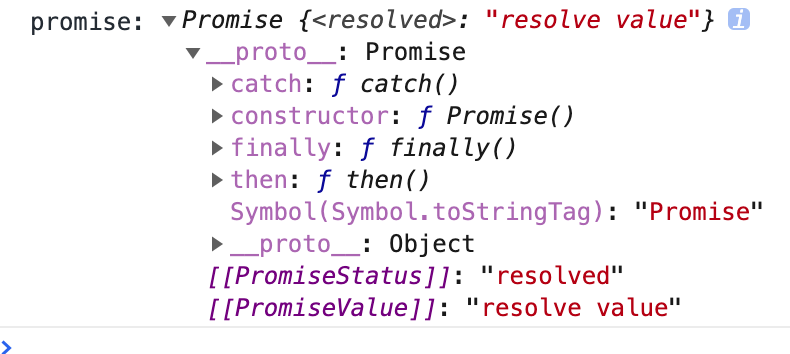 promise: ▼Promise {<resolved>: "resolve value"} i
▼__proto__: Promise
▶catch: ƒ catch()
▶constructor: ƒ Promise()
▶finally: ƒ finally()
▶then: ƒ then()
Symbol(Symbol.toStringTag): "Promise"
▶__proto__: Object
[[PromiseStatus]]: "resolved"
[[PromiseValue]]: "resolve value"
>